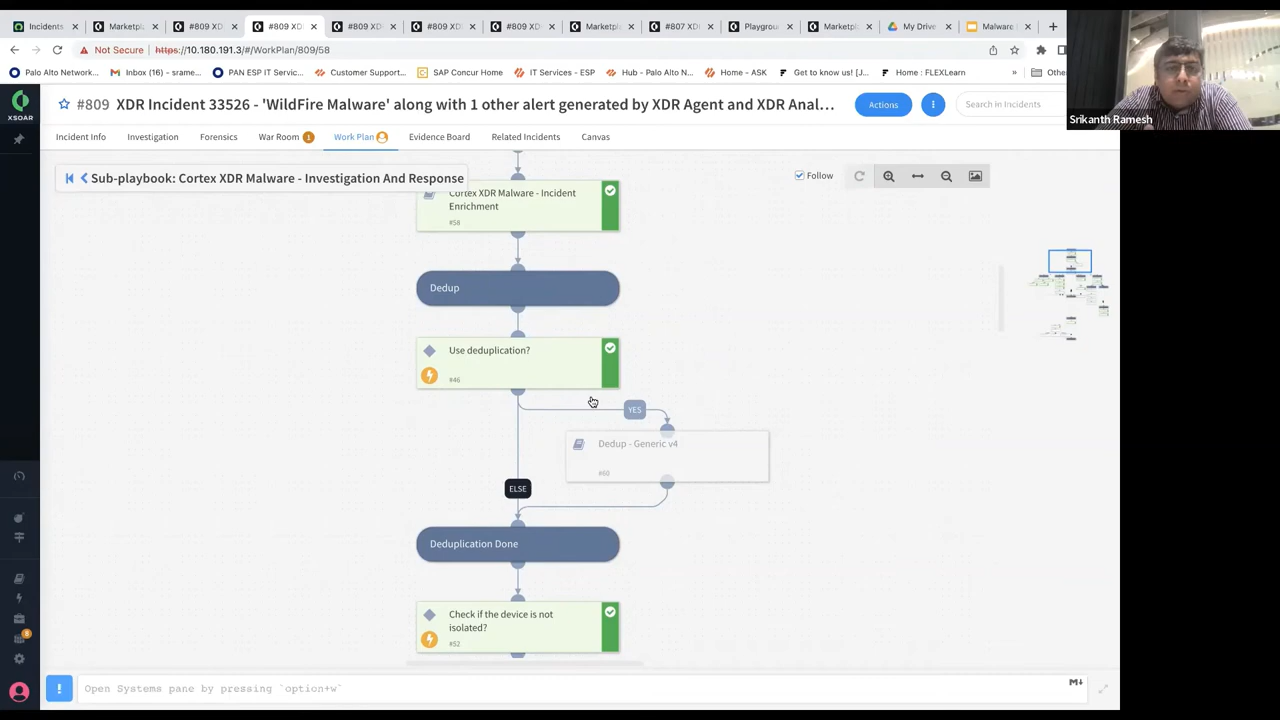 Incidents
Marketpl
#809 XD
#809 XD
#809 XD
#809 XD
#809 XD
Marketpl
#807 XD
Playgrou
Marketpl
My Drive
Malware
Not Secure
https://10.180.191.3/#/WorkPlan/809/58
Palo Alto Network...
Inbox (16) - srame...
PAN ESP IT Servic...
Customer Support...
SAP Concur Home
IT Services - ESP
Hub - Palo Alto N...
Home - ASK
Get to know us! [J...
Home : FLEXLearn
»
Othe
Srikanth Ramesh
XSOAR
#809 XDR Incident 33526 - 'WildFire Malware' along with 1 other alert generated by XDR Agent and XDR Anal...
Actions
Search in Incidents
Incident Info
Investigation
Forensics
War Room 1
Work Plan
Evidence Board
Related Incidents
Canvas
Sub-playbook: Cortex XDR Malware - Investigation And Response
Follow
Cortex XDR Malware - Incident
Enrichment
#58
Dedup
Use deduplication?
#46
YES
Dedup - Generic v4
#60
ELSE
Deduplication Done
Check if the device is not
isolated?
#52
8
! Open Systems pane by pressing `option+w`
M↓